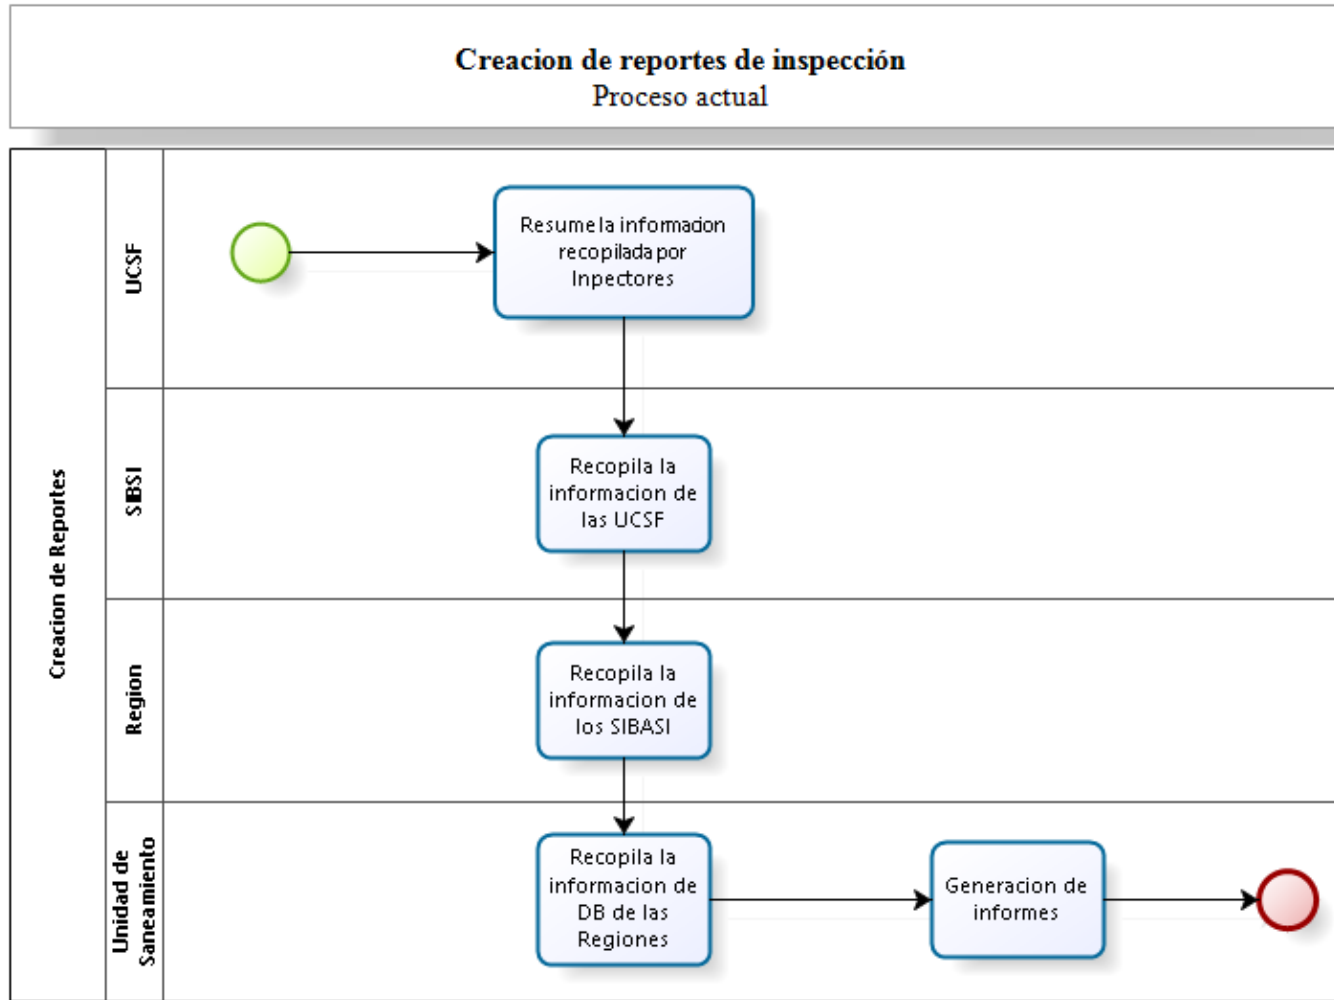 Creacion de reportes de inspección
Proceso actual
Creacion de Reportes
UCSF
Resume la informacion
recopilada por
Inpectores
SIBSI
Recopila la
informacion de
las UCSF
Region
Recopila la
informacion de
los SIBASI
Unidad de
Saneamiento
Recopila la
informacion de
DB de las
Regiones
Generacion de
informes